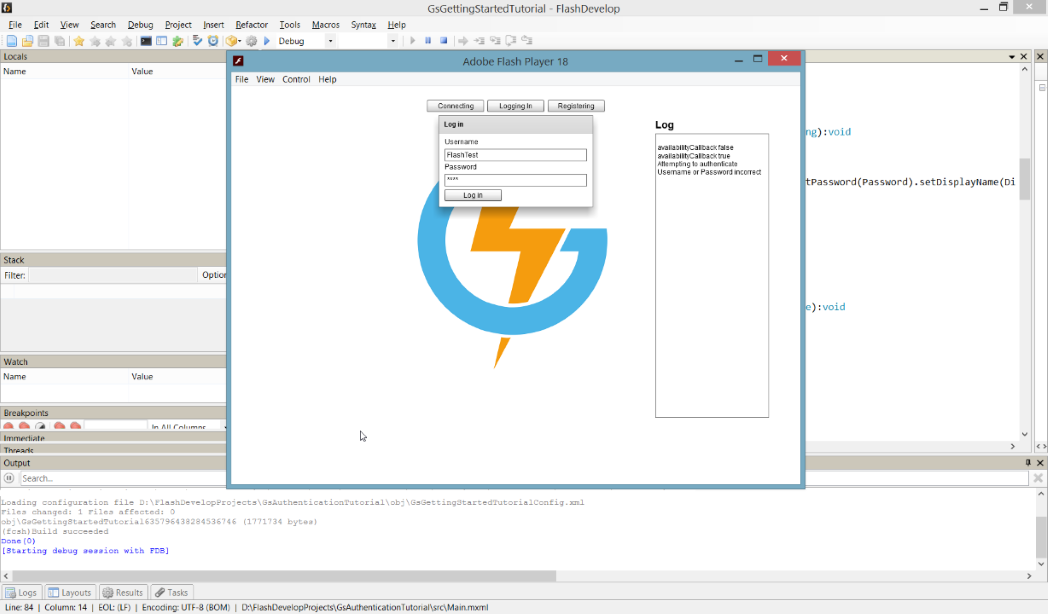 GsGettingStartedTutorial - FlashDevelop
File Edit View Search Debug Project Insert Refactor Tools Macros Syntax Help
Debug
Locals
Name Value
Stack
Filter: Option
Watch
Name Value
Breakpoints
In All Columns
Immediate
Threads
Adobe Flash Player 18
File View Control Help
Connecting Logging In Registering
Log in
Username
FlashTest
Password
****
Log in
Log
availabilityCallback false
availabilityCallback true
Attempting to authenticate
Username or Password incorrect
ng):void
tPassword(Password).setDisplayName(Di
e):void
Output
Search...
Loading configuration file D:\FlashDevelopProjects\GsAuthenticationTutorial\obj\GsGettingStartedTutorialConfig.xml
Files changed: 1 Files affected: 0
obj\GsGettingStartedTutorial635796438284536746 (1771734 bytes)
(fcsh)Build succeeded
Done(0)
[Starting debug session with FDB]
Logs Layouts Results Tasks
Line: 84 | Column: 14 | EOL: (LF) | Encoding: UTF-8 (BOM) | D:\FlashDevelopProjects\GsAuthenticationTutorial\src\Main.mxml